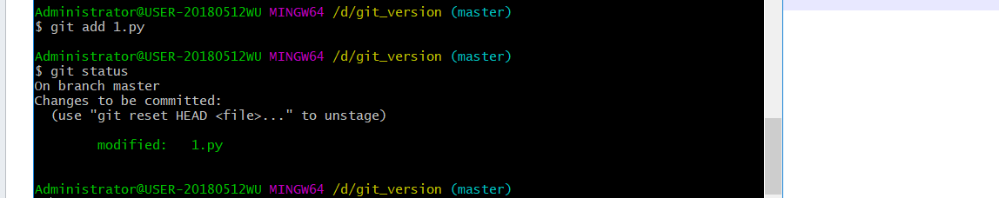 Administrator@USER-20180512WU MINGW64 /d/git_version (master)
$ git add 1.py
Administrator@USER-20180512WU MINGW64 /d/git_version (master)
$ git status
On branch master
Changes to be committed:
  (use "git reset HEAD <file>..." to unstage)
        modified:   1.py
Administrator@USER-20180512WU MINGW64 /d/git_version (master)